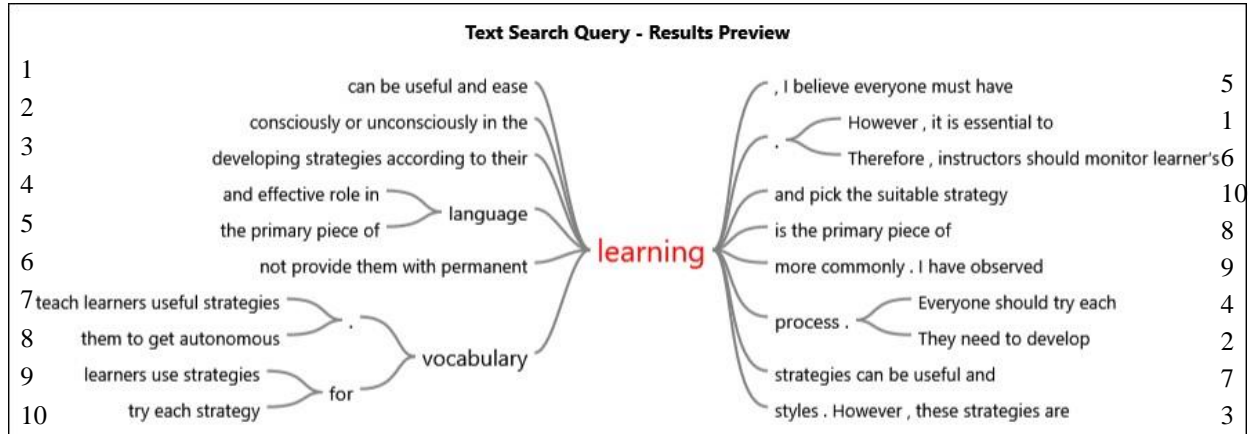 Text Search Query - Results Preview
1 can be useful and ease , I believe everyone must have 5
2 consciously or unconsciously in the However , it is essential to 1
.
3 developing strategies according to their Therefore , instructors should monitor learner's 6
4 and effective role in and pick the suitable strategy 10
language
5 the primary piece of is the primary piece of 8
learning
6 not provide them with permanent more commonly . I have observed 9
7 teach learners useful strategies Everyone should try each 4
. process .
8 them to get autonomous They need to develop 2
vocabulary
9 learners use strategies strategies can be useful and 7
for
10 try each strategy styles . However , these strategies are 3